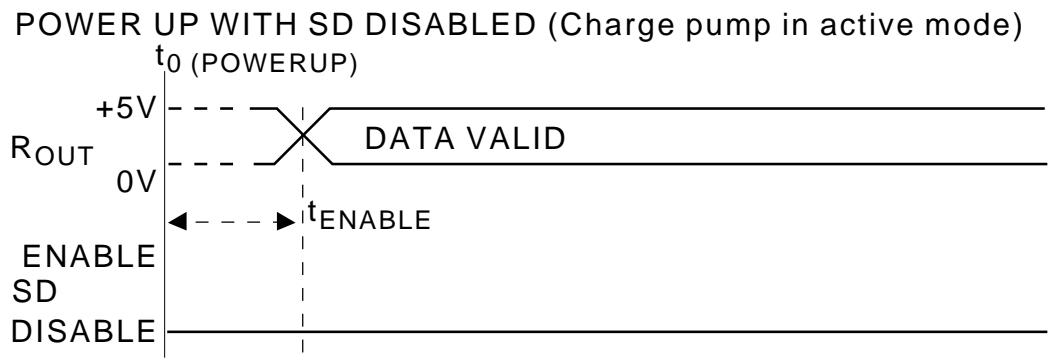 POWER UP WITH SD DISABLED (Charge pump in active mode)
t0 (POWERUP)
+5V
ROUT
DATA VALID
0V
tENABLE
ENABLE
SD
DISABLE